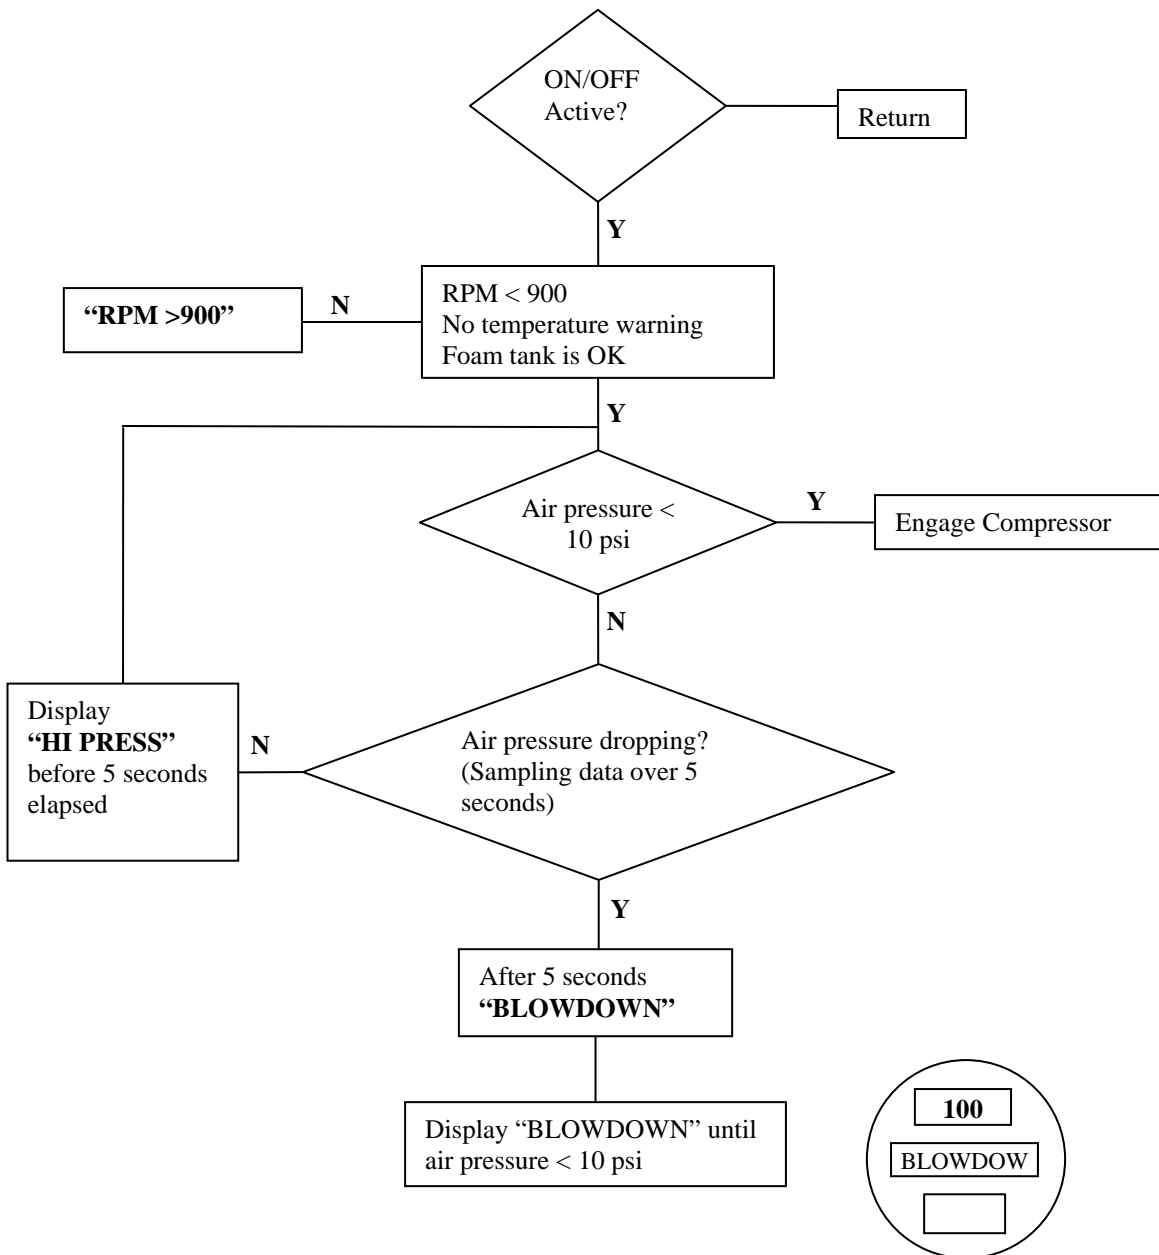 ON/OFF
Active?
Return
Y
RPM < 900
No temperature warning
Foam tank is OK
N
“RPM >900”
Y
Air pressure <
10 psi
Y
Engage Compressor
N
Air pressure dropping?
(Sampling data over 5
seconds)
N
Display
“HI PRESS”
before 5 seconds
elapsed
Y
After 5 seconds
“BLOWDOWN”
Display “BLOWDOWN” until
air pressure < 10 psi
100
BLOWDOW